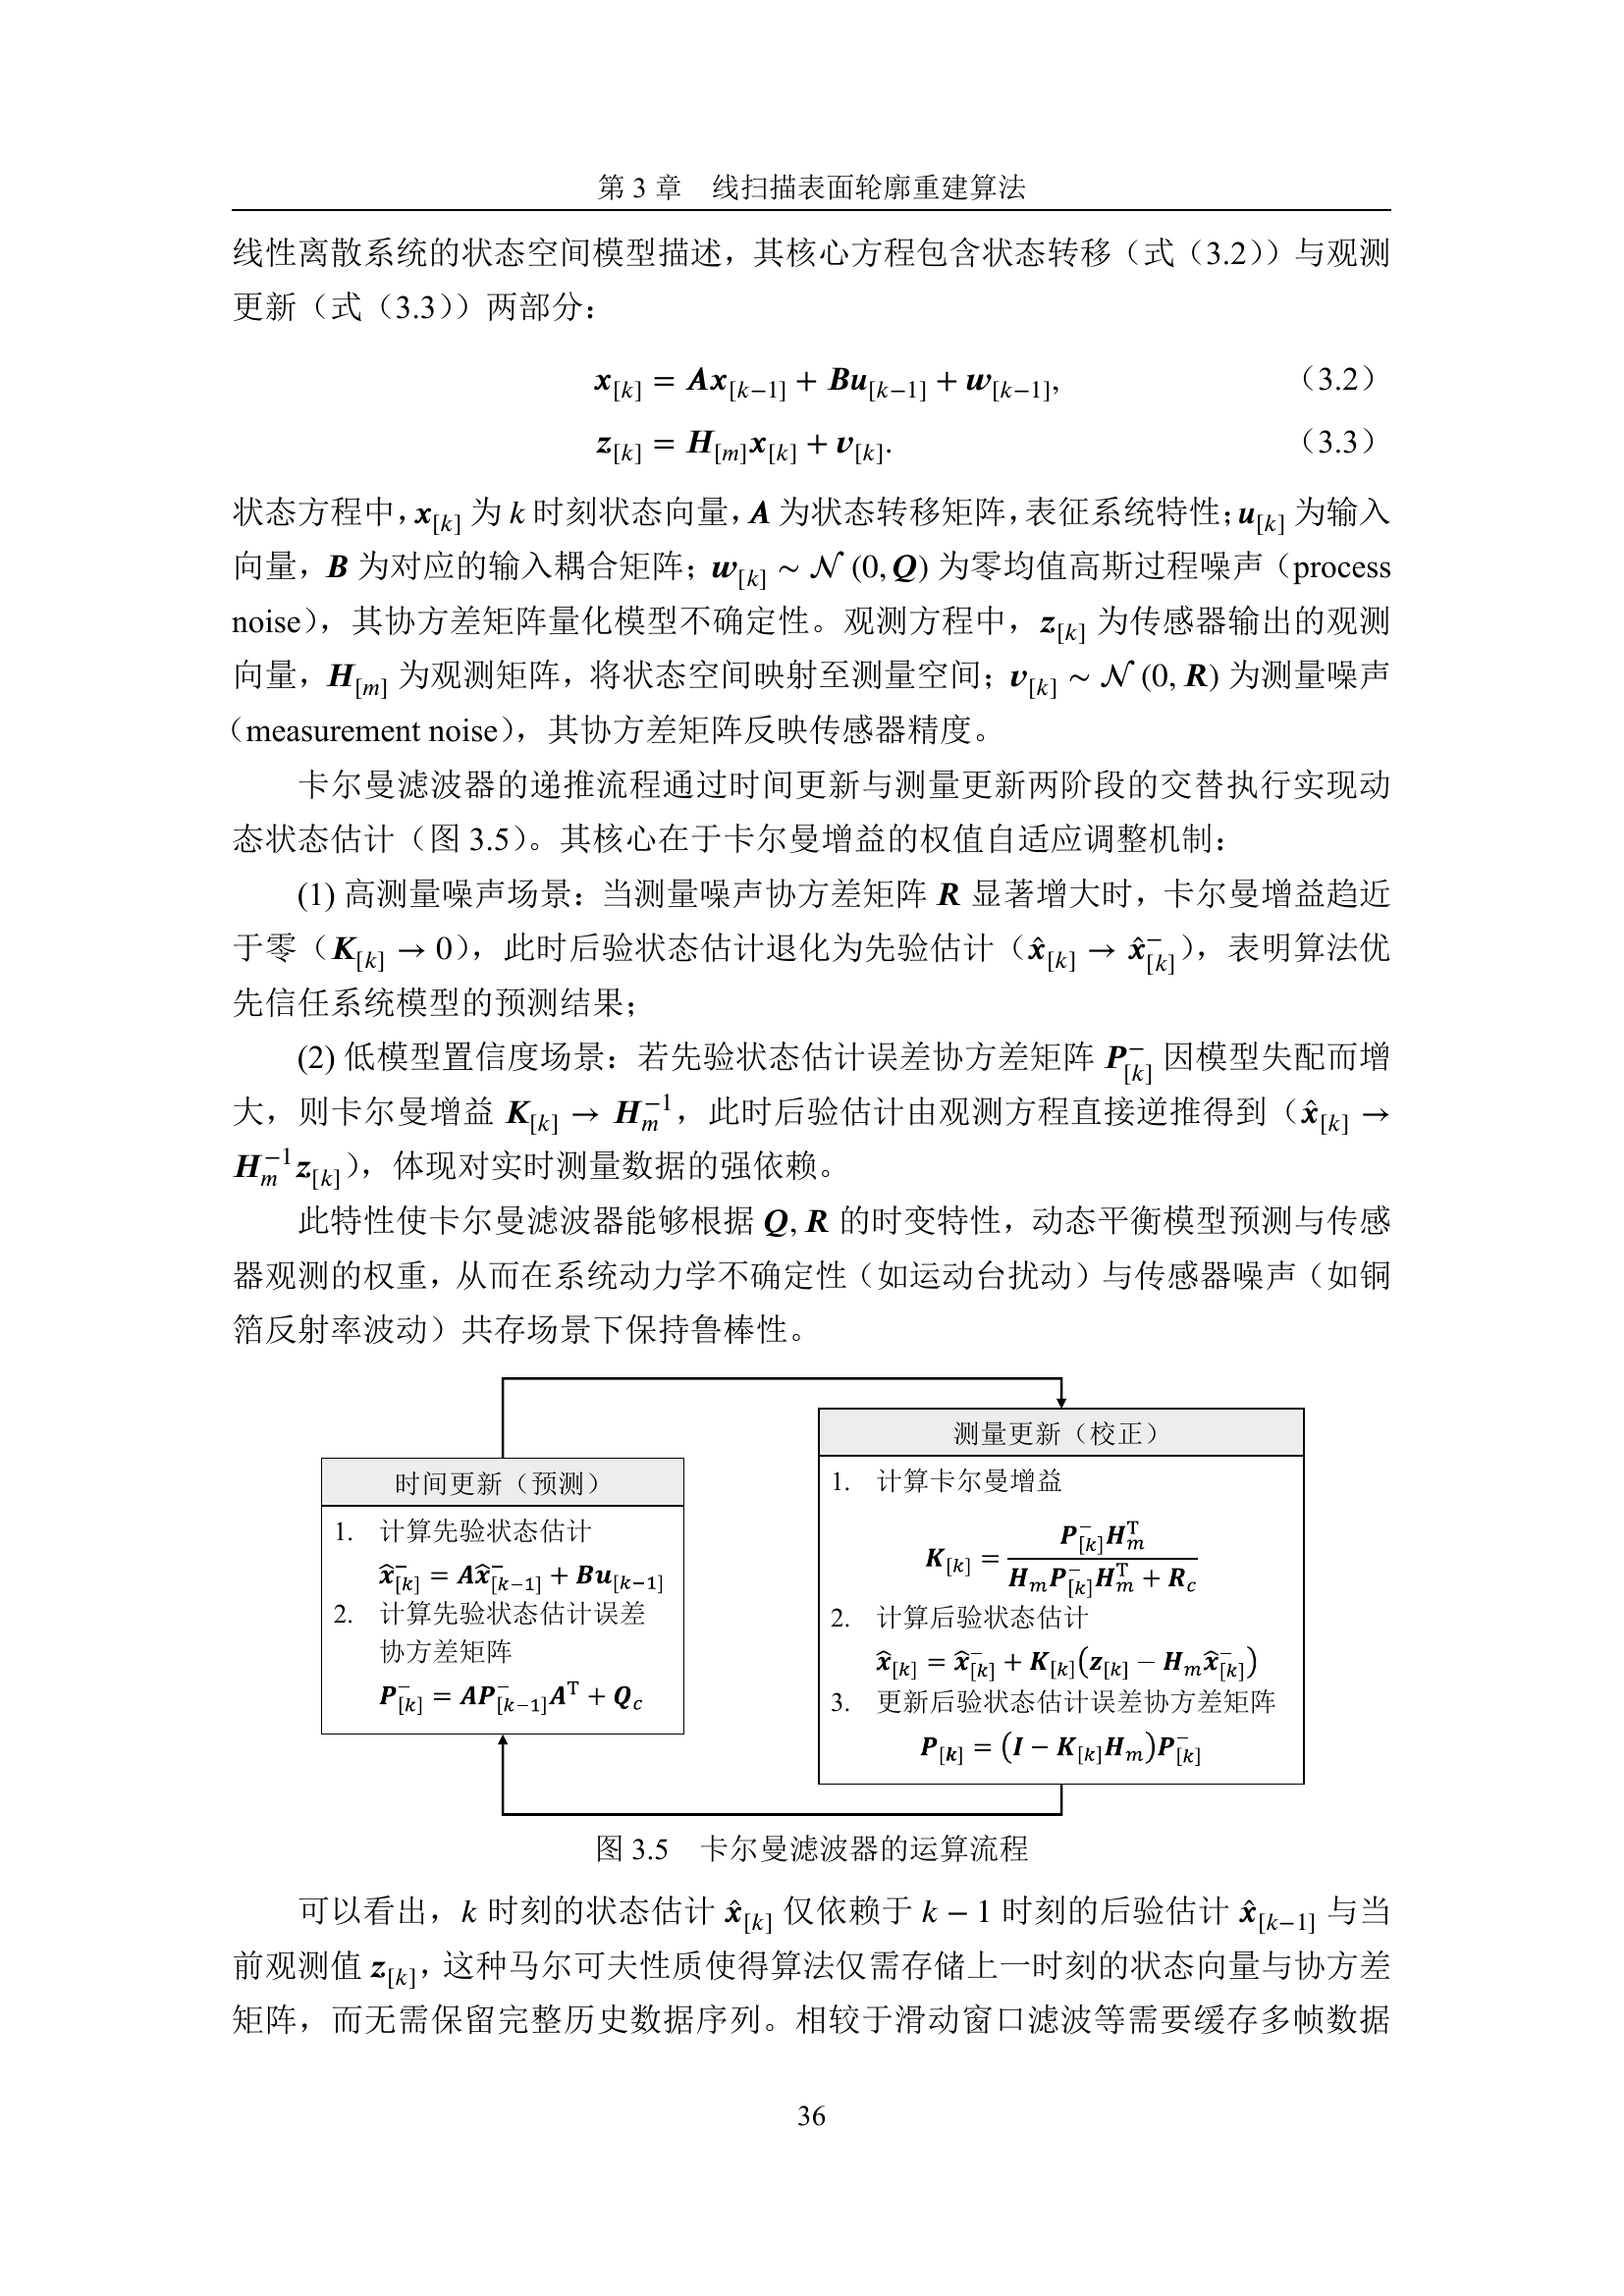 第 3 章　线扫描表面轮廓重建算法
线性离散系统的状态空间模型描述，其核心方程包含状态转移（式（3.2））与观测
更新（式（3.3））两部分：
x[k] = Ax[k−1] + Bu[k−1] + w[k−1],　（3.2）
z[k] = H[m]x[k] + v[k].　（3.3）
状态方程中，x[k] 为 k 时刻状态向量，A 为状态转移矩阵，表征系统特性；u[k] 为输入
向量，B 为对应的输入耦合矩阵；w[k] ∼ 𝒩 (0, Q) 为零均值高斯过程噪声（process
noise），其协方差矩阵量化模型不确定性。观测方程中，z[k] 为传感器输出的观测
向量，H[m] 为观测矩阵，将状态空间映射至测量空间；v[k] ∼ 𝒩 (0, R) 为测量噪声
（measurement noise），其协方差矩阵反映传感器精度。
卡尔曼滤波器的递推流程通过时间更新与测量更新两阶段的交替执行实现动
态状态估计（图 3.5）。其核心在于卡尔曼增益的权值自适应调整机制：
(1) 高测量噪声场景：当测量噪声协方差矩阵 R 显著增大时，卡尔曼增益趋近
于零（K[k] → 0），此时后验状态估计退化为先验估计（x̂[k] → x̂⁻[k]），表明算法优
先信任系统模型的预测结果；
(2) 低模型置信度场景：若先验状态估计误差协方差矩阵 P⁻[k] 因模型失配而增
大，则卡尔曼增益 K[k] → Hₘ⁻¹，此时后验估计由观测方程直接逆推得到（x̂[k] →
Hₘ⁻¹z[k]），体现对实时测量数据的强依赖。
此特性使卡尔曼滤波器能够根据 Q, R 的时变特性，动态平衡模型预测与传感
器观测的权重，从而在系统动力学不确定性（如运动台扰动）与传感器噪声（如铜
箔反射率波动）共存场景下保持鲁棒性。
时间更新（预测）
1.　计算先验状态估计
x̂⁻[k] = Ax̂⁻[k−1] + Bu[k−1]
2.　计算先验状态估计误差
协方差矩阵
P⁻[k] = AP⁻[k−1]Aᵀ + Q_c
测量更新（校正）
1.　计算卡尔曼增益
K[k] = P⁻[k]Hₘᵀ / (HₘP⁻[k]Hₘᵀ + R_c)
2.　计算后验状态估计
x̂[k] = x̂⁻[k] + K[k](z[k] − Hₘx̂⁻[k])
3.　更新后验状态估计误差协方差矩阵
P[k] = (I − K[k]Hₘ)P⁻[k]
图 3.5　卡尔曼滤波器的运算流程
可以看出，k 时刻的状态估计 x̂[k] 仅依赖于 k − 1 时刻的后验估计 x̂[k−1] 与当
前观测值 z[k]，这种马尔可夫性质使得算法仅需存储上一时刻的状态向量与协方差
矩阵，而无需保留完整历史数据序列。相较于滑动窗口滤波等需要缓存多帧数据
36